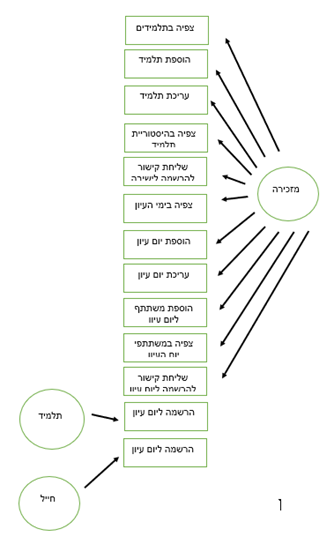 צפיה בתלמידים
הוספת תלמיד
עריכת תלמיד
צפיה בהיסטוריית
תלמיד
שליחת קישור
להרשמה לישיבה
מזכירה
צפיה בימי העיון
הוספת יום עיון
עריכת יום עיון
הוספת משתתף
ליום עיון
צפיה במשתתפי
יום העיון
שליחת קישור
להרשמה ליום עיון
הרשמה ליום עיון
תלמיד
הרשמה ליום עיון
חייל
1